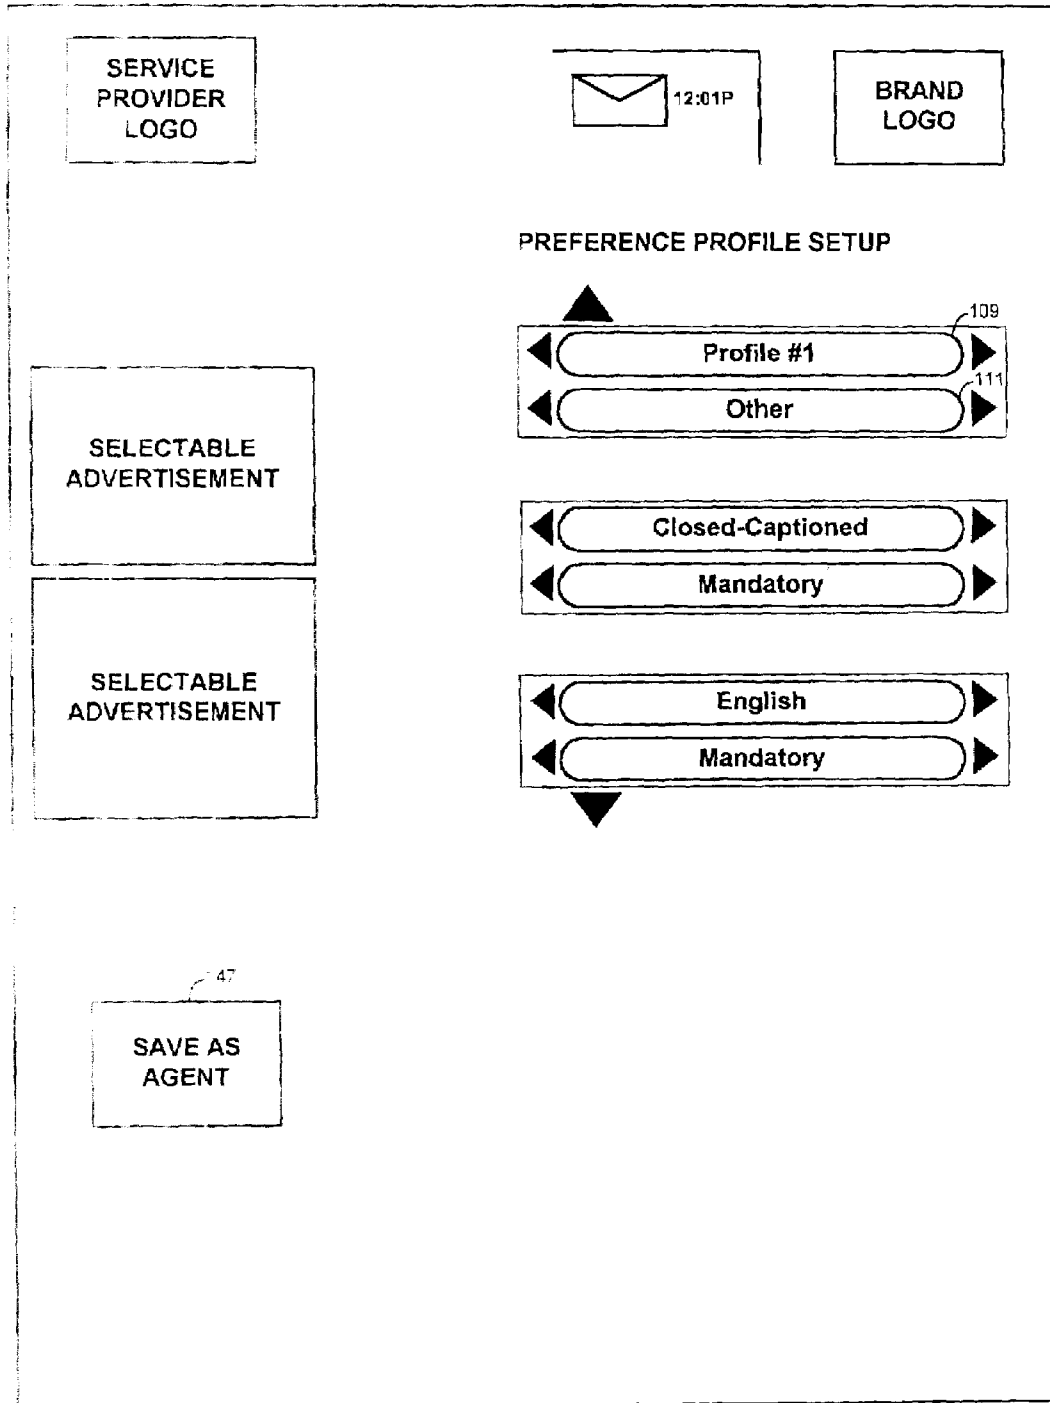 SERVICE
PROVIDER
LOGO
12:01P
BRAND
LOGO
PREFERENCE PROFILE SETUP
109
Profile #1
111
Other
SELECTABLE
ADVERTISEMENT
Closed-Captioned
Mandatory
SELECTABLE
ADVERTISEMENT
English
Mandatory
47
SAVE AS
AGENT